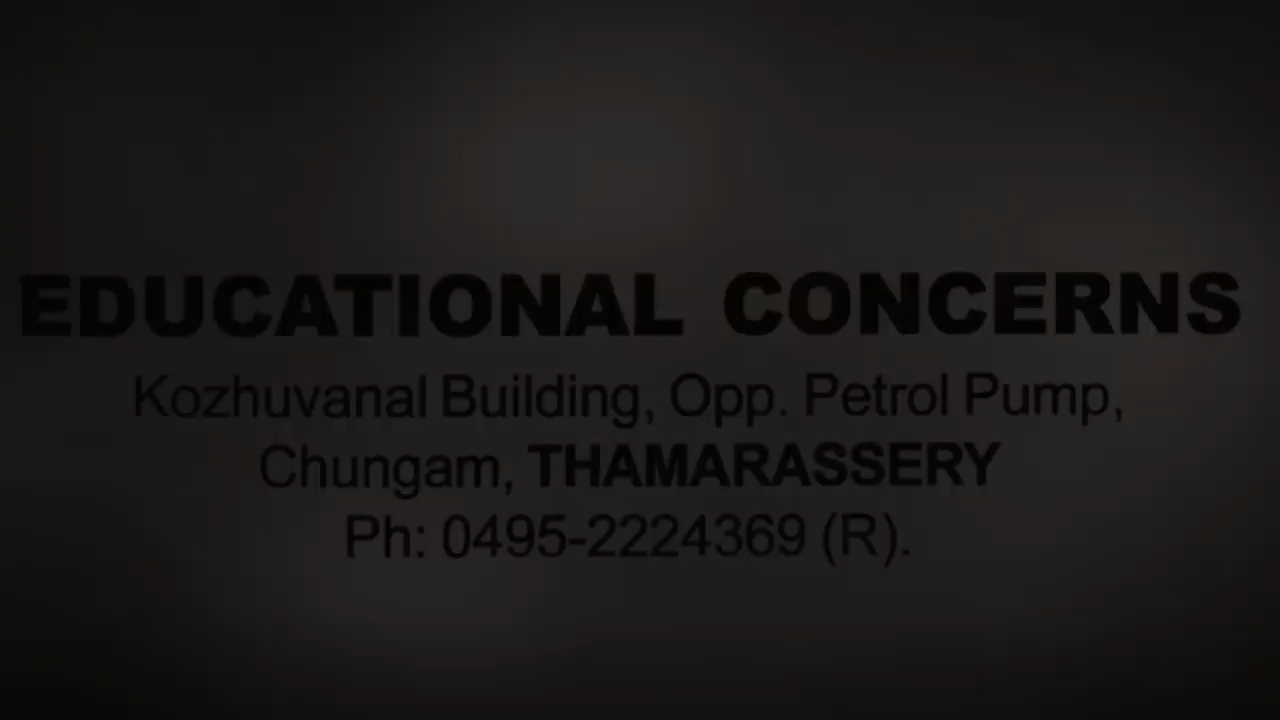 EDUCATIONAL CONCERNS
Kozhuvanal Building, Opp. Petrol Pump,
Chungam, THAMARASSERY
Ph: 0495-2224369 (R).